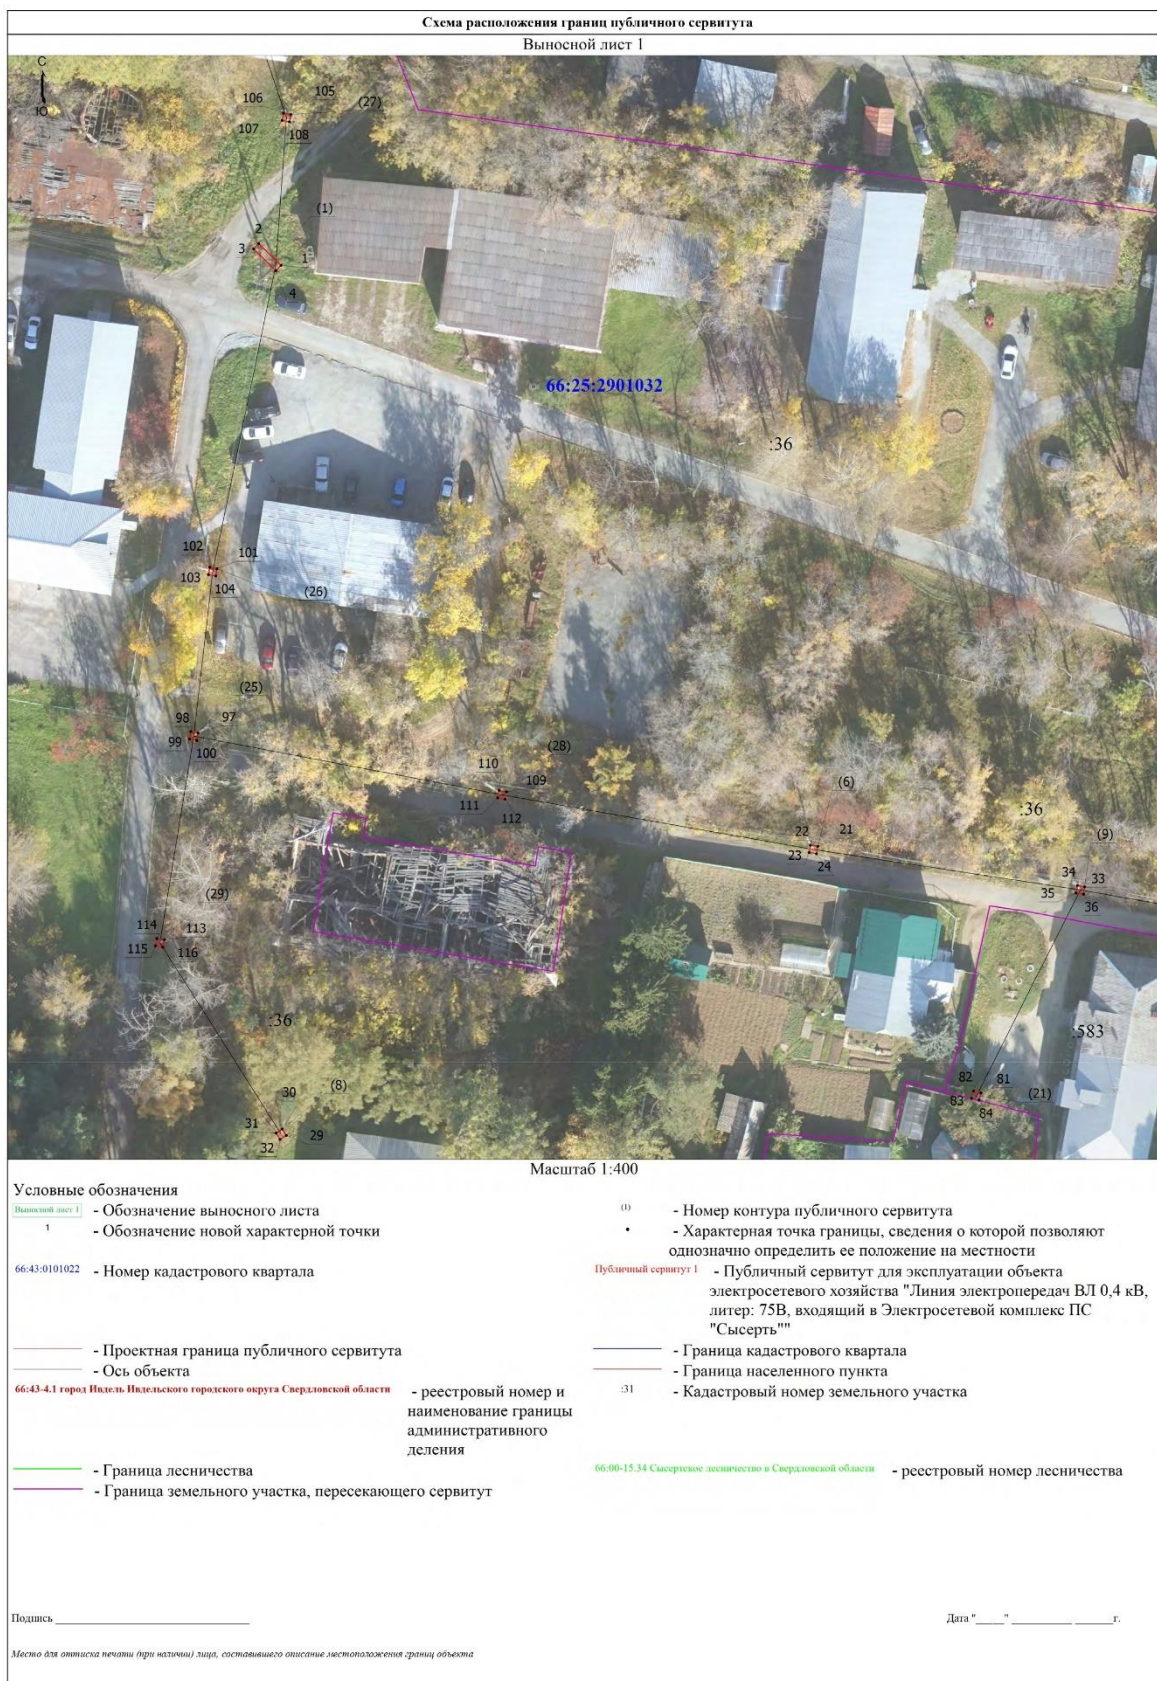 Схема расположения границ публичного сервитута
Выносной лист 1
С
Ю
106
105
(27)
107
108
(1)
2
3
1
4
66:25:2901032
:36
102
101
103
104
(26)
(25)
98
97
99
100
(28)
110
109
111
112
(6)
22
21
23
24
:36
(9)
34
33
35
36
(29)
114
113
115
116
:36
:583
30
(8)
31
29
32
82
81
83
84
(21)
Масштаб 1:400
Условные обозначения
Выносной лист 1 - Обозначение выносного листа
1 - Обозначение новой характерной точки
66:43:0101022 - Номер кадастрового квартала
- Проектная граница публичного сервитута
- Ось объекта
66:43-4.1 город Ивдель Ивдельского городского округа Свердловской области - реестровый номер и
наименование границы
административного
деления
- Граница лесничества
- Граница земельного участка, пересекающего сервитут
(1) - Номер контура публичного сервитута
- Характерная точка границы, сведения о которой позволяют
однозначно определить ее положение на местности
Публичный сервитут 1 - Публичный сервитут для эксплуатации объекта
электросетевого хозяйства "Линия электропередач ВЛ 0,4 кВ,
литер: 75В, входящий в Электросетевой комплекс ПС
"Сысерть""
- Граница кадастрового квартала
- Граница населенного пункта
:31 - Кадастровый номер земельного участка
66:00-15.34 Сысертское лесничество в Свердловской области - реестровый номер лесничества
Подпись ____________________
Дата "_____" ___________ _______г.
Место для оттиска печати (при наличии) лица, составившего описание местоположения границ объекта